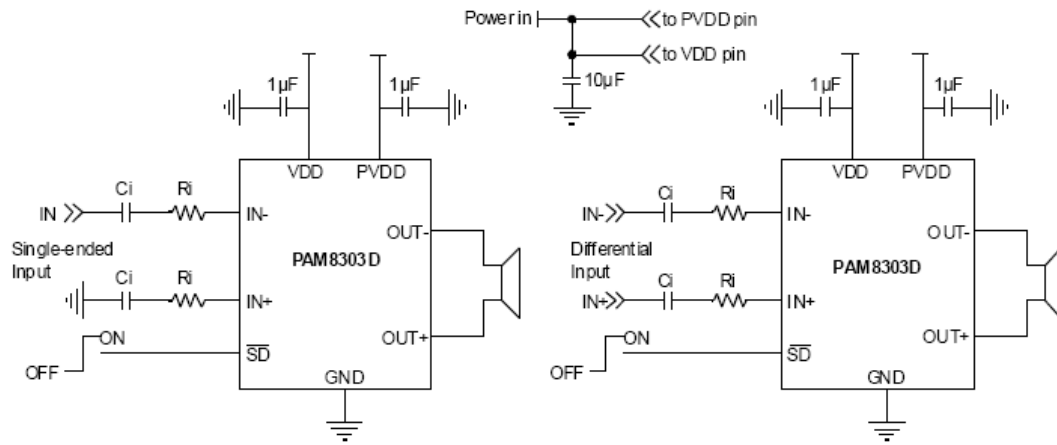 Power in
to PVDD pin
to VDD pin
10µF
1µF
1µF
VDD
PVDD
Ci
Ri
IN
IN-
Single-ended
Input
OUT-
PAM8303D
Ci
Ri
IN+
ON
OFF
SD
OUT+
GND
1µF
1µF
VDD
PVDD
Ci
Ri
IN-
IN-
Differential
Input
OUT-
PAM8303D
Ci
Ri
IN+
IN+
ON
OFF
SD
OUT+
GND